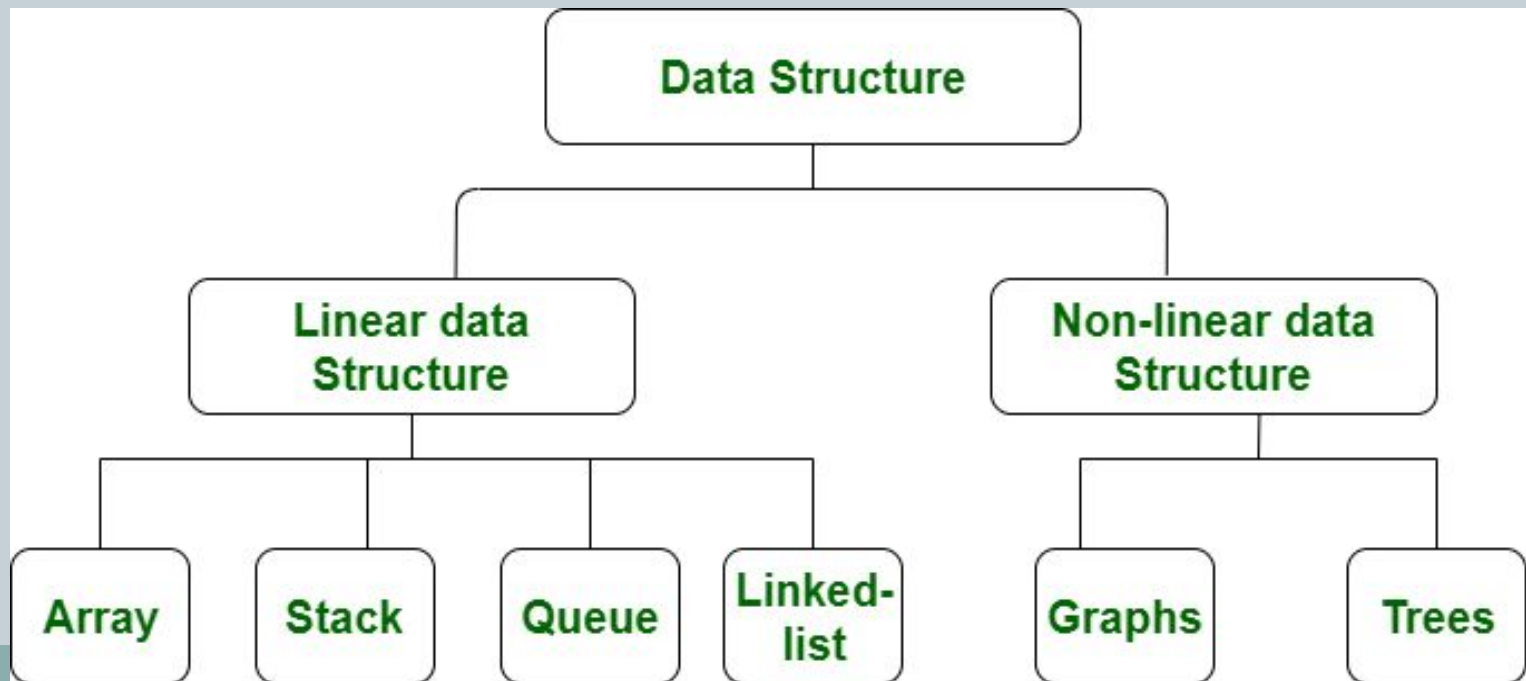 Data Structure
Linear data
Structure
Non-linear data
Structure
Array
Stack
Queue
Linked-
list
Graphs
Trees